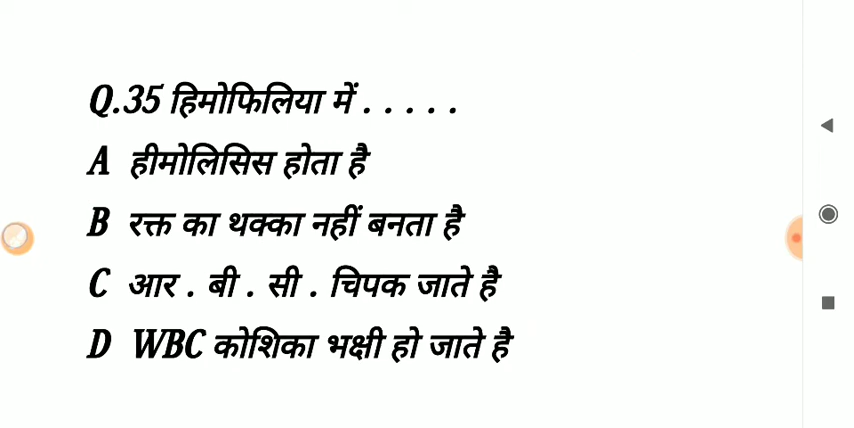 Q.35 हिमोफिलिया में . . . . .
A हीमोलिसिस होता है
B रक्त का थक्का नहीं बनता है
C आर . बी . सी . चिपक जाते है
D WBC कोशिका भक्षी हो जाते है